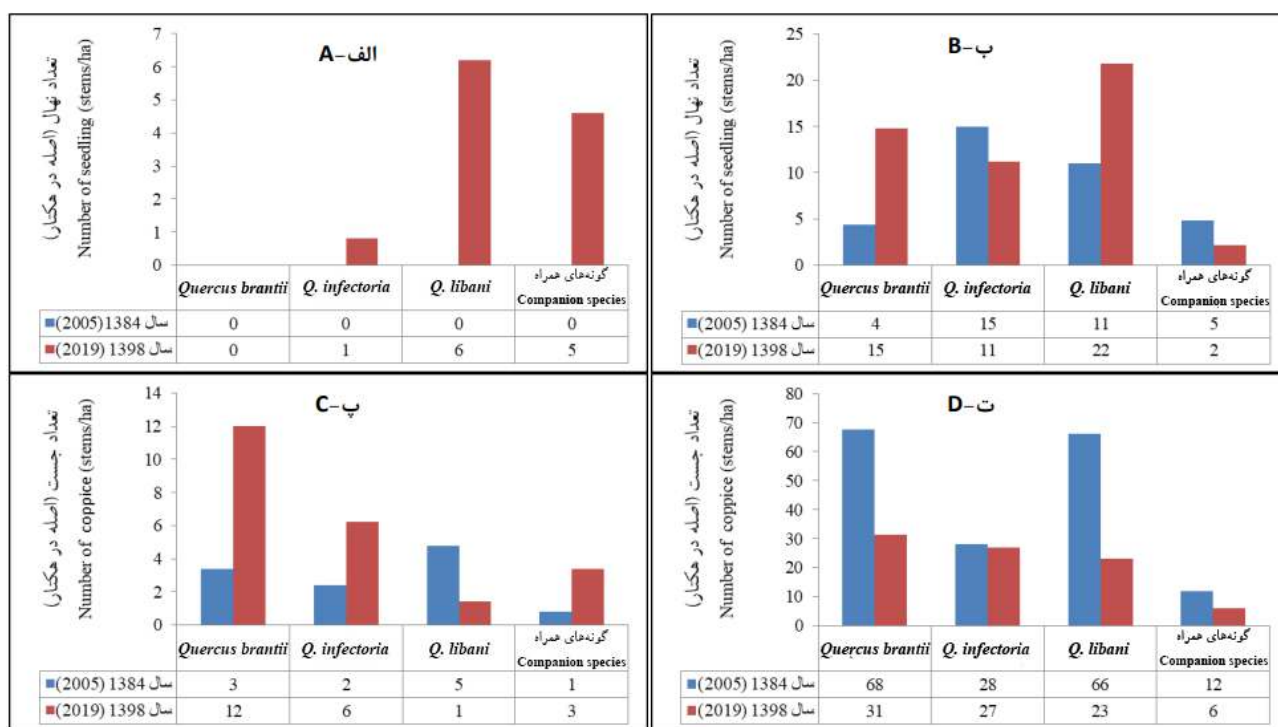 الف-A
تعداد نهال (اصله در هکتار)
Number of seedling (stems/ha)
7
6
5
4
3
2
1
0
Quercus brantii Q. infectoria Q. libani گونه‌های همراه
Companion species
سال 1384 (2005) 0 0 0 0
سال 1398 (2019) 0 1 6 5
ب-B
تعداد نهال (اصله در هکتار)
Number of seedling (stems/ha)
25
20
15
10
5
0
Quercus brantii Q. infectoria Q. libani گونه‌های همراه
Companion species
سال 1384 (2005) 4 15 11 5
سال 1398 (2019) 15 11 22 2
پ-C
تعداد جست (اصله در هکتار)
Number of coppice (stems/ha)
14
12
10
8
6
4
2
0
Quercus brantii Q. infectoria Q. libani گونه‌های همراه
Companion species
سال 1384 (2005) 3 2 5 1
سال 1398 (2019) 12 6 1 3
ت-D
تعداد جست (اصله در هکتار)
Number of coppice (stems/ha)
80
70
60
50
40
30
20
10
0
Quercus brantii Q. infectoria Q. libani گونه‌های همراه
Companion species
سال 1384 (2005) 68 28 66 12
سال 1398 (2019) 31 27 23 6